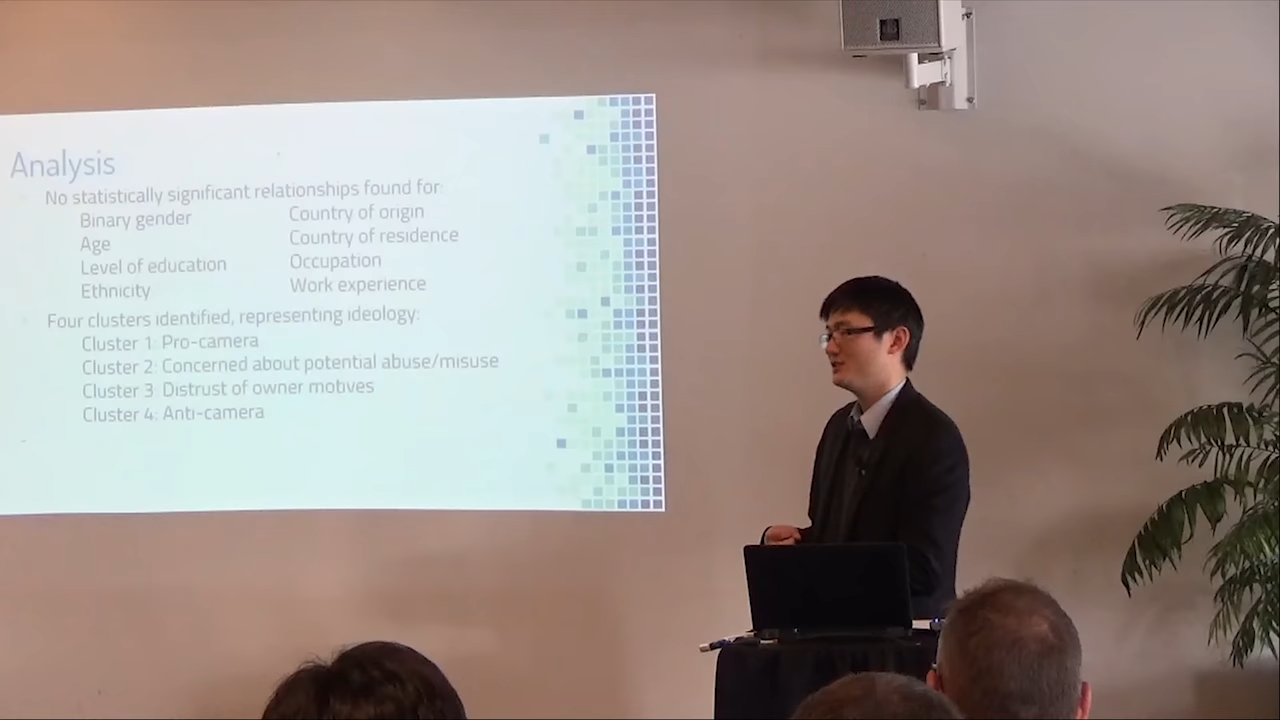 Analysis
No statistically significant relationships found for:
Binary gender
Age
Level of education
Ethnicity
Country of origin
Country of residence
Occupation
Work experience
Four clusters identified, representing ideology:
Cluster 1: Pro-camera
Cluster 2: Concerned about potential abuse/misuse
Cluster 3: Distrust of owner motives
Cluster 4: Anti-camera